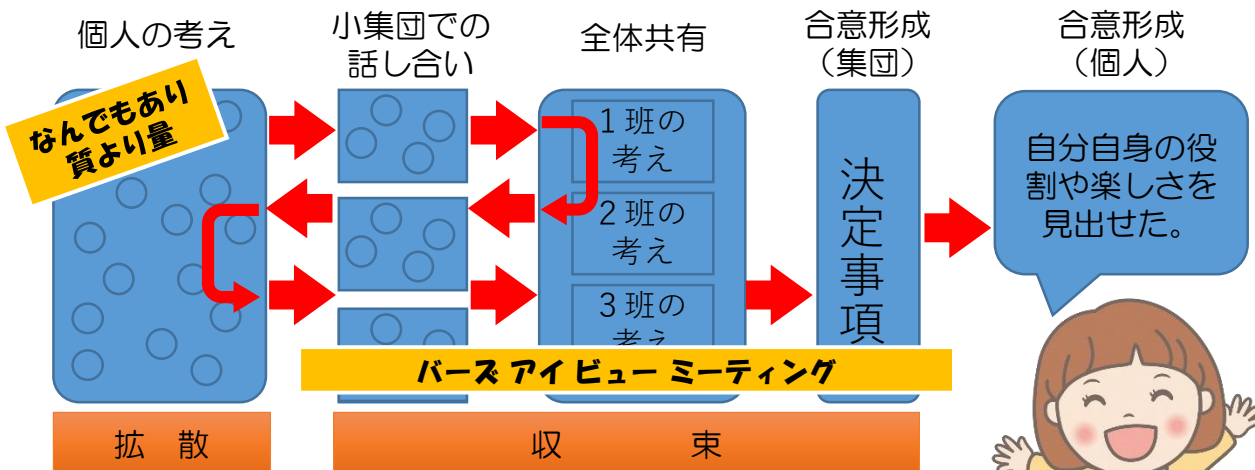 個人の考え
小集団での
話し合い
全体共有
合意形成
（集団）
合意形成
（個人）
なんでもあり
質より量
１班の
考え
２班の
考え
３班の
考え
決定事項
自分自身の役
割や楽しさを
見出せた。
バーズ アイ ビュー ミーティング
拡 散
収 束